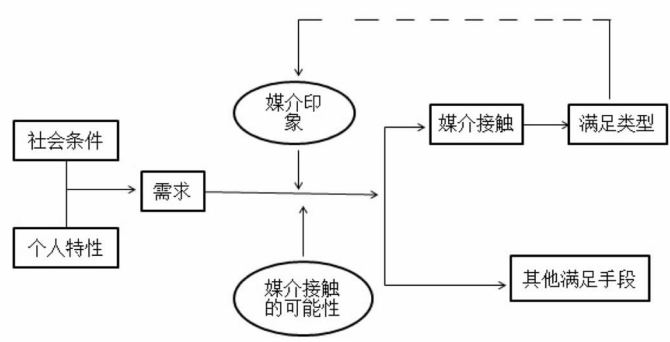 媒介印
象
社会条件
媒介接触
满足类型
需求
个人特性
媒介接触
的可能性
其他满足手段